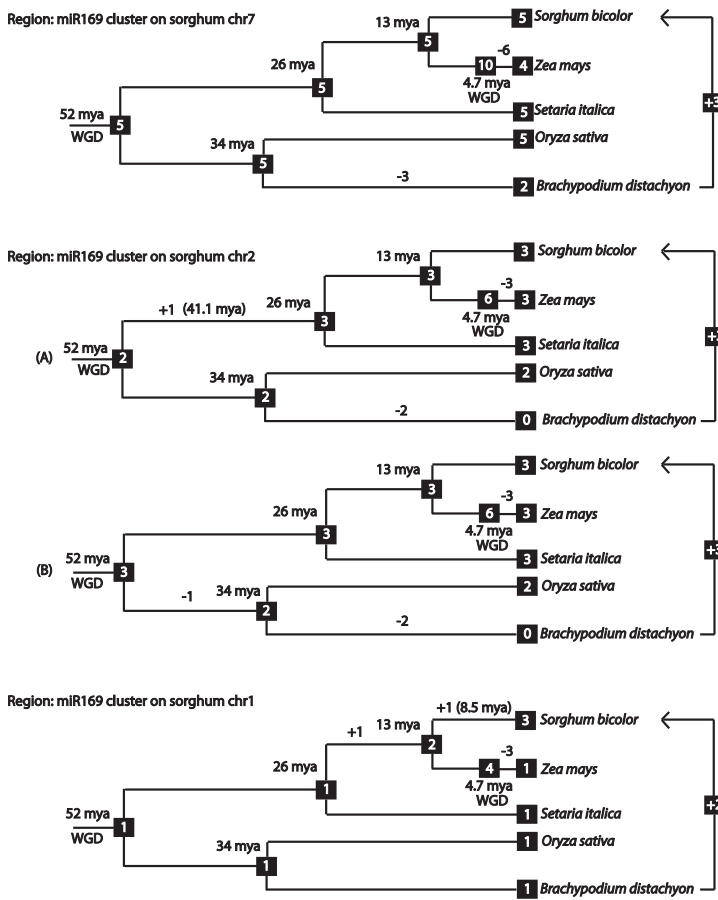 Region: miR169 cluster on sorghum chr7
13 mya
5 Sorghum bicolor
5
-6
26 mya
10
4 Zea mays
4.7 mya
WGD
5
5 Setaria italica
52 mya
WGD
5
5 Oryza sativa
34 mya
5
-3
2 Brachypodium distachyon
Region: miR169 cluster on sorghum chr2
13 mya
3 Sorghum bicolor
3
-3
+1 (41.1 mya)
26 mya
6
3 Zea mays
4.7 mya
WGD
3
3 Setaria italica
(A)
52 mya
WGD
2
2 Oryza sativa
34 mya
2
-2
0 Brachypodium distachyon
13 mya
3 Sorghum bicolor
3
-3
26 mya
6
3 Zea mays
4.7 mya
WGD
3
3 Setaria italica
(B)
52 mya
WGD
3
2 Oryza sativa
-1
34 mya
2
-2
0 Brachypodium distachyon
Region: miR169 cluster on sorghum chr1
+1 (8.5 mya)
3 Sorghum bicolor
+1
13 mya
2
-3
26 mya
4
1 Zea mays
4.7 mya
WGD
1
1 Setaria italica
52 mya
WGD
1
1 Oryza sativa
34 mya
1
1 Brachypodium distachyon